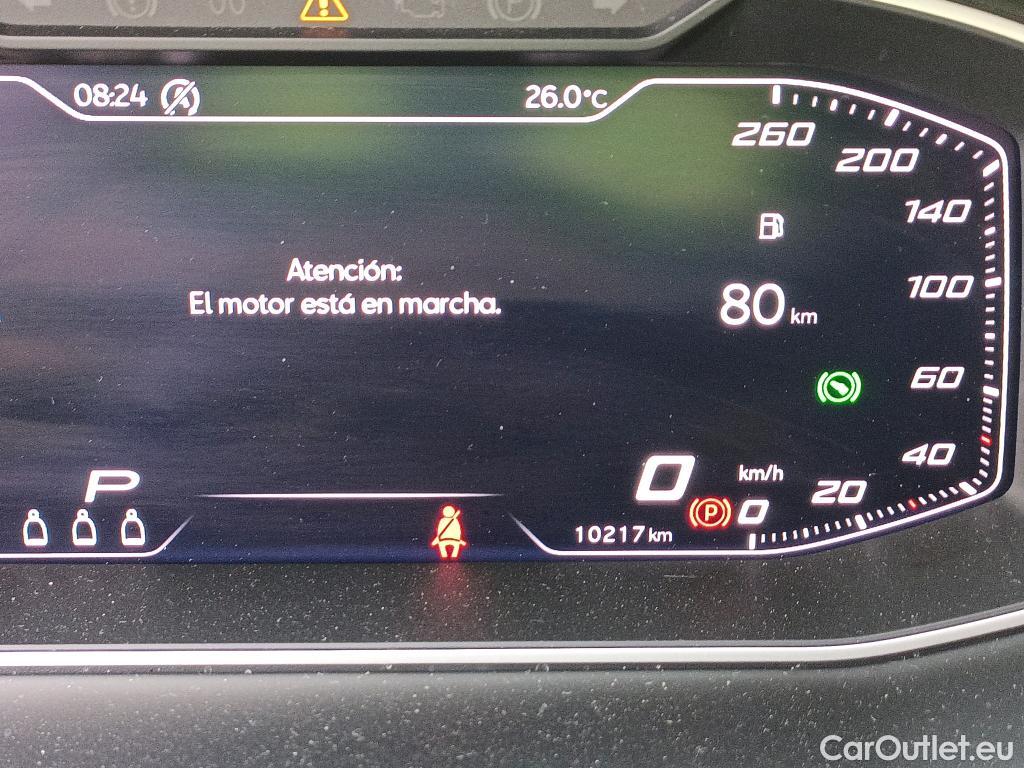 08:24
26.0°C
260
200
140
100
60
40
20
0
Atención:
El motor está en marcha.
80 km
P
0 km/h
P
10217 km
CarOutlet.eu